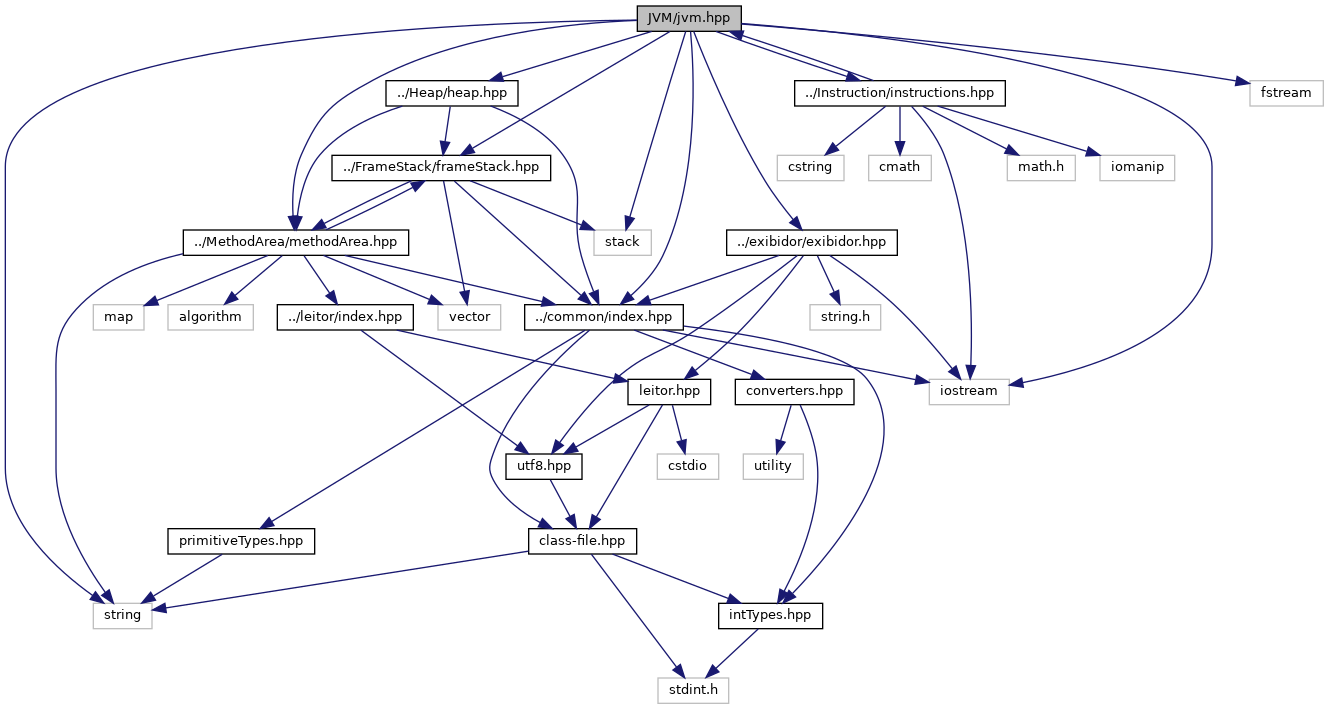 JVM/jvm.hpp
../Heap/heap.hpp
../Instruction/instructions.hpp
fstream
../FrameStack/frameStack.hpp
cstring
cmath
math.h
iomanip
../MethodArea/methodArea.hpp
stack
../exibidor/exibidor.hpp
map
algorithm
../leitor/index.hpp
vector
../common/index.hpp
string.h
leitor.hpp
converters.hpp
iostream
utf8.hpp
cstdio
utility
primitiveTypes.hpp
class-file.hpp
string
intTypes.hpp
stdint.h